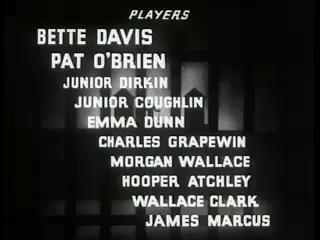 PLAYERS
BETTE DAVIS
PAT O'BRIEN
JUNIOR DIRKIN
JUNIOR COUGHLIN
EMMA DUNN
CHARLES GRAPEWIN
MORGAN WALLACE
HOOPER ATCHLEY
WALLACE CLARK
JAMES MARCUS